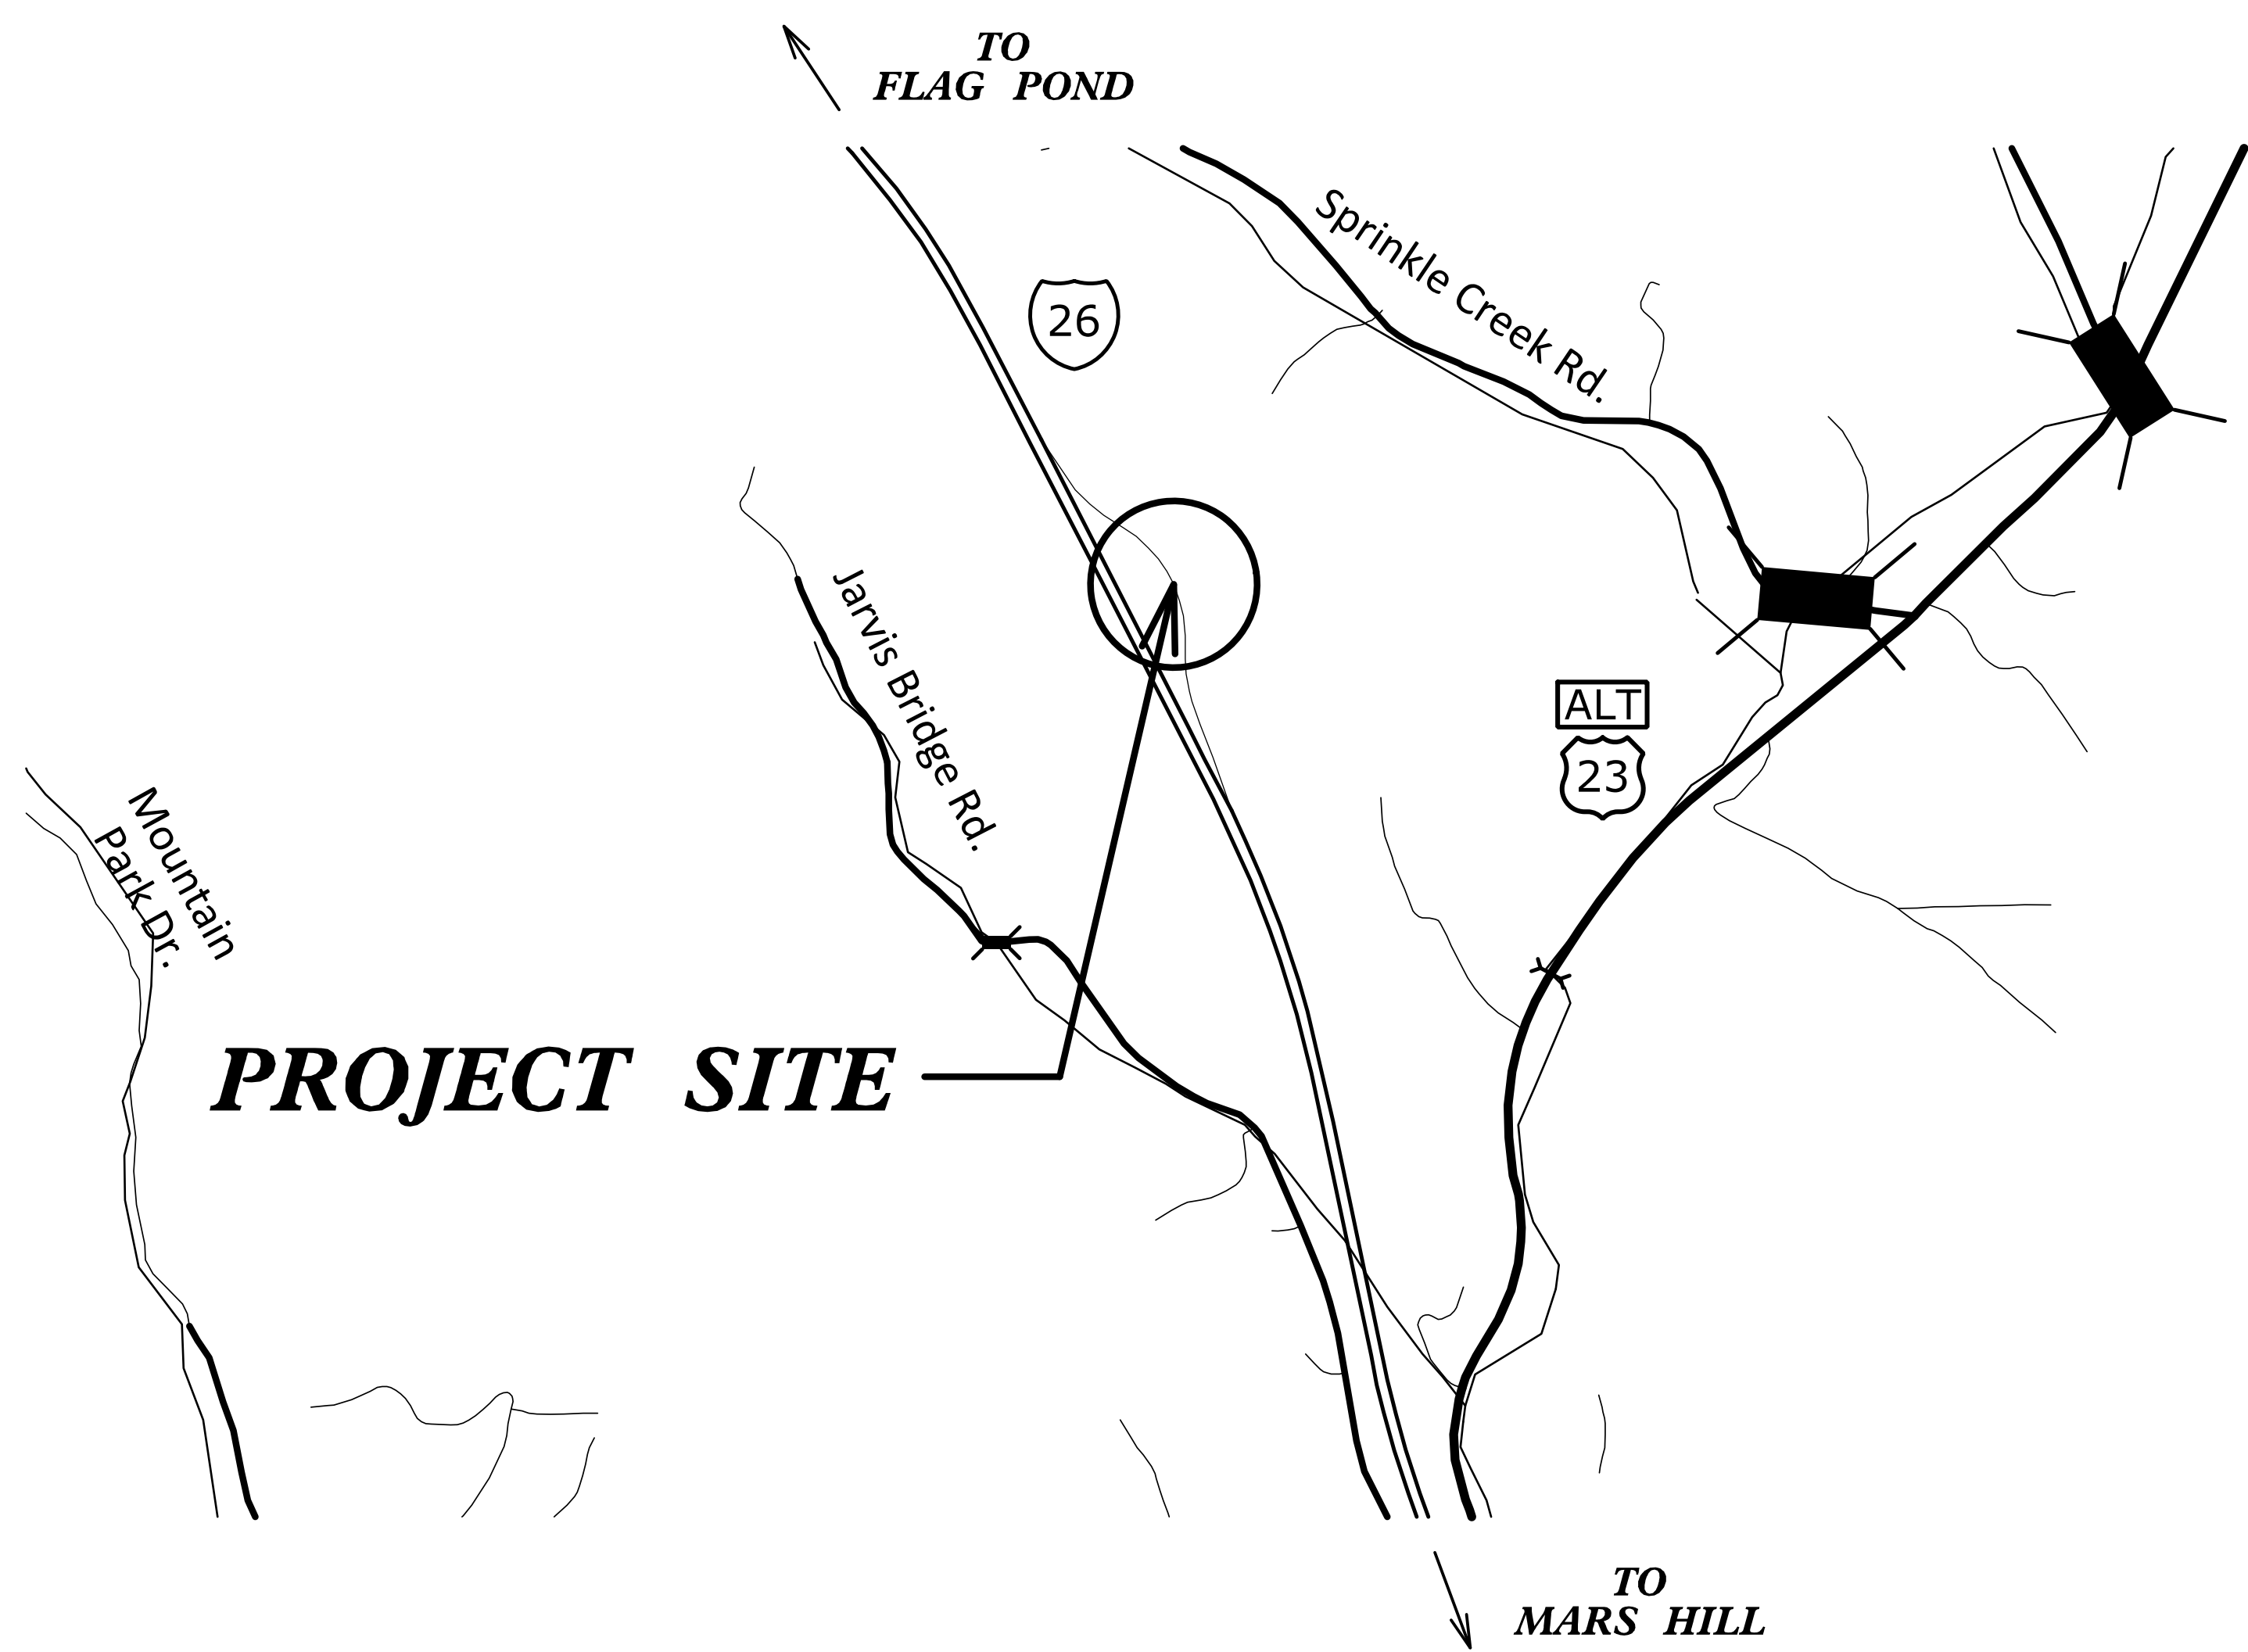 TO
FLAG POND
Sprinkle Creek Rd.
26
Jarvis Bridge Rd.
ALT
23
Mountain
Park Dr.
PROJECT SITE
TO
MARS HILL